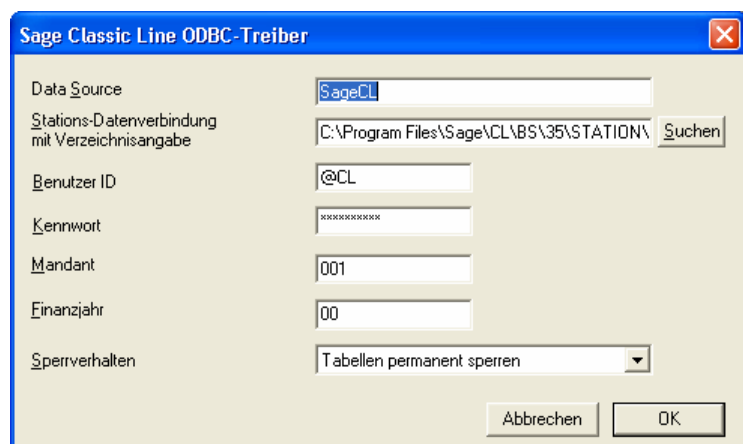 Sage Classic Line ODBC-Treiber
Data Source
SageCL
Stations-Datenverbindung
mit Verzeichnisangabe
C:\Program Files\Sage\CL\BS\35\STATION\
Suchen
Benutzer ID
@CL
Kennwort
**********
Mandant
001
Finanzjahr
00
Sperrverhalten
Tabellen permanent sperren
Abbrechen
OK